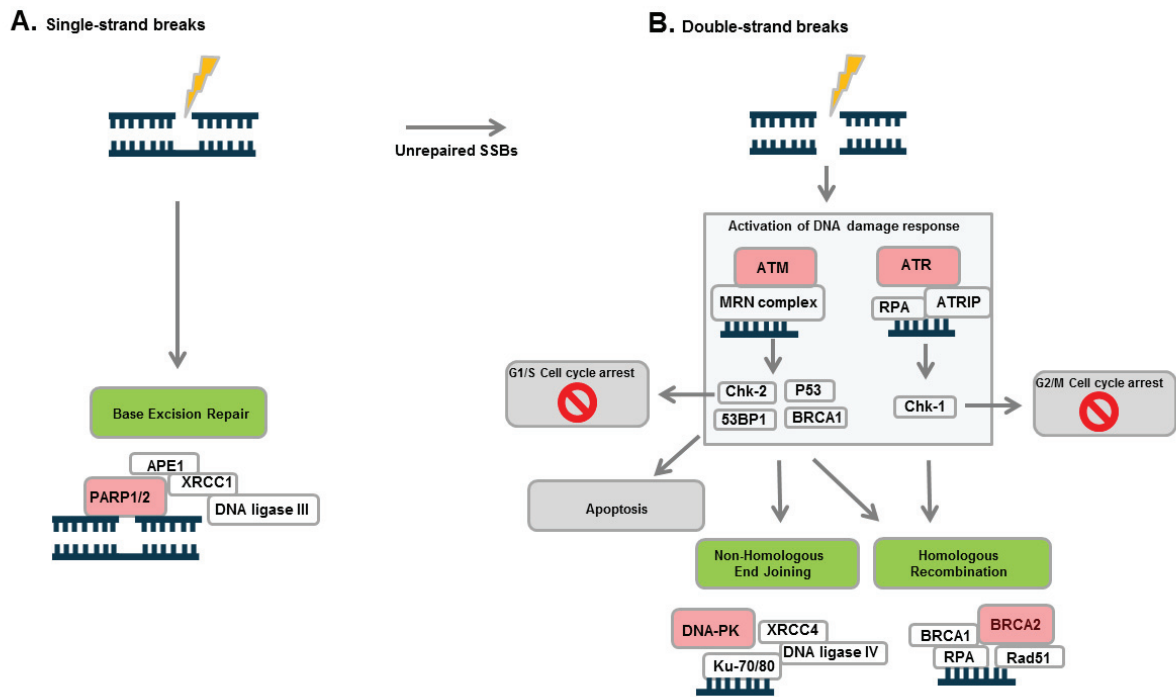 A. Single-strand breaks
B. Double-strand breaks
Unrepaired SSBs
Activation of DNA damage response
ATM
ATR
MRN complex
RPA
ATRIP
G1/S Cell cycle arrest
Chk-2
P53
53BP1
BRCA1
Chk-1
G2/M Cell cycle arrest
Base Excision Repair
APE1
XRCC1
PARP1/2
DNA ligase III
Apoptosis
Non-Homologous
End Joining
Homologous
Recombination
DNA-PK
XRCC4
DNA ligase IV
Ku-70/80
BRCA1
BRCA2
RPA
Rad51